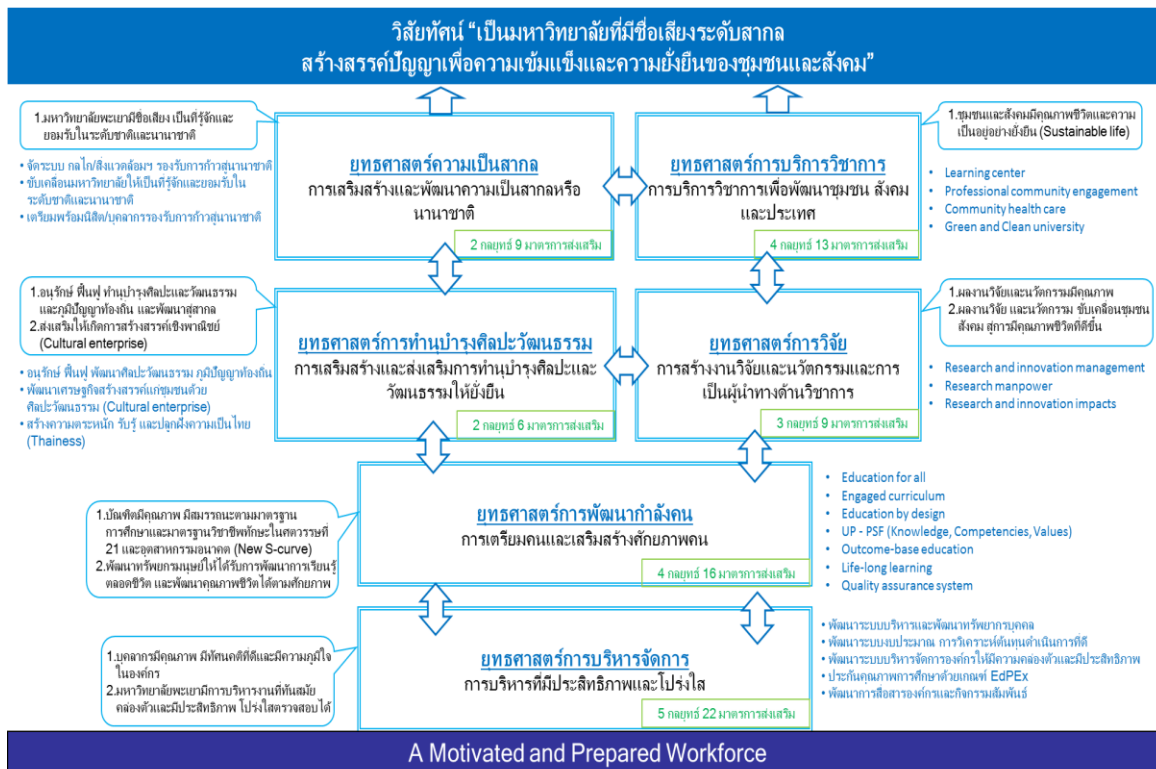 วิสัยทัศน์ “เป็นมหาวิทยาลัยที่มีชื่อเสียงระดับสากล
สร้างสรรค์ปัญญาเพื่อความเข้มแข็งและความยั่งยืนของชุมชนและสังคม”
1.มหาวิทยาลัยพะเยามีชื่อเสียง เป็นที่รู้จักและ
ยอมรับในระดับชาติและนานาชาติ
• จัดระบบ กลไก/สิ่งแวดล้อมฯ รองรับการก้าวสู่นานาชาติ
• ขับเคลื่อนมหาวิทยาลัยให้เป็นที่รู้จักและยอมรับใน
ระดับชาติและนานาชาติ
• เตรียมพร้อมนิสิต/บุคลากรรองรับการก้าวสู่นานาชาติ
ยุทธศาสตร์ความเป็นสากล
การเสริมสร้างและพัฒนาความเป็นสากลหรือ
นานาชาติ
2 กลยุทธ์ 9 มาตรการส่งเสริม
ยุทธศาสตร์การบริการวิชาการ
การบริการวิชาการเพื่อพัฒนาชุมชน สังคม
และประเทศ
4 กลยุทธ์ 13 มาตรการส่งเสริม
1.ชุมชนและสังคมมีคุณภาพชีวิตและความ
เป็นอยู่อย่างยั่งยืน (Sustainable life)
• Learning center
• Professional community engagement
• Community health care
• Green and Clean university
1.อนุรักษ์ ฟื้นฟู ทำนุบำรุงศิลปะและวัฒนธรรม
และภูมิปัญญาท้องถิ่น และพัฒนาสู่สากล
2.ส่งเสริมให้เกิดการสร้างสรรค์เชิงพาณิชย์
(Cultural enterprise)
• อนุรักษ์ ฟื้นฟู พัฒนาศิลปะวัฒนธรรม ภูมิปัญญาท้องถิ่น
• พัฒนาเศรษฐกิจสร้างสรรค์แก่ชุมชนด้วย
ศิลปะวัฒนธรรม (Cultural enterprise)
• สร้างความตระหนัก รับรู้ และปลูกฝังความเป็นไทย
(Thainess)
ยุทธศาสตร์การทำนุบำรุงศิลปะวัฒนธรรม
การเสริมสร้างและส่งเสริมการทำนุบำรุงศิลปะและ
วัฒนธรรมให้ยั่งยืน
2 กลยุทธ์ 6 มาตรการส่งเสริม
ยุทธศาสตร์การวิจัย
การสร้างงานวิจัยและนวัตกรรมและการ
เป็นผู้นำทางด้านวิชาการ
3 กลยุทธ์ 9 มาตรการส่งเสริม
1.ผลงานวิจัยและนวัตกรรมมีคุณภาพ
2.ผลงานวิจัย และนวัตกรรม ขับเคลื่อนชุมชน
สังคม สู่การมีคุณภาพชีวิตที่ดีขึ้น
• Research and innovation management
• Research manpower
• Research and innovation impacts
1.บัณฑิตมีคุณภาพ มีสมรรถนะตามมาตรฐาน
การศึกษาและมาตรฐานวิชาชีพทักษะในศตวรรษที่
21 และอุตสาหกรรมอนาคต (New S-curve)
2.พัฒนาทรัพยกรมนุษย์ให้ได้รับการพัฒนาการเรียนรู้
ตลอดชีวิต และพัฒนาคุณภาพชีวิตได้ตามศักยภาพ
ยุทธศาสตร์การพัฒนากำลังคน
การเตรียมคนและเสริมสร้างศักยภาพคน
4 กลยุทธ์ 16 มาตรการส่งเสริม
• Education for all
• Engaged curriculum
• Education by design
• UP - PSF (Knowledge, Competencies, Values)
• Outcome-base education
• Life-long learning
• Quality assurance system
1.บุคลากรมีคุณภาพ มีทัศนคติที่ดีและมีความภูมิใจ
ในองค์กร
2.มหาวิทยาลัยพะเยามีการบริหารงานที่ทันสมัย
คล่องตัวและมีประสิทธิภาพ โปร่งใสตรวจสอบได้
ยุทธศาสตร์การบริหารจัดการ
การบริหารที่มีประสิทธิภาพและโปร่งใส
5 กลยุทธ์ 22 มาตรการส่งเสริม
• พัฒนาระบบบริหารและพัฒนาทรัพยากรบุคคล
• พัฒนาระบบงบประมาณ การวิเคราะห์ต้นทุนดำเนินการที่ดี
• พัฒนาระบบบริหารจัดการองค์กรให้มีความคล่องตัวและมีประสิทธิภาพ
• ประกันคุณภาพการศึกษาด้วยเกณฑ์ EdPEx
• พัฒนาการสื่อสารองค์กรและกิจกรรมสัมพันธ์
A Motivated and Prepared Workforce